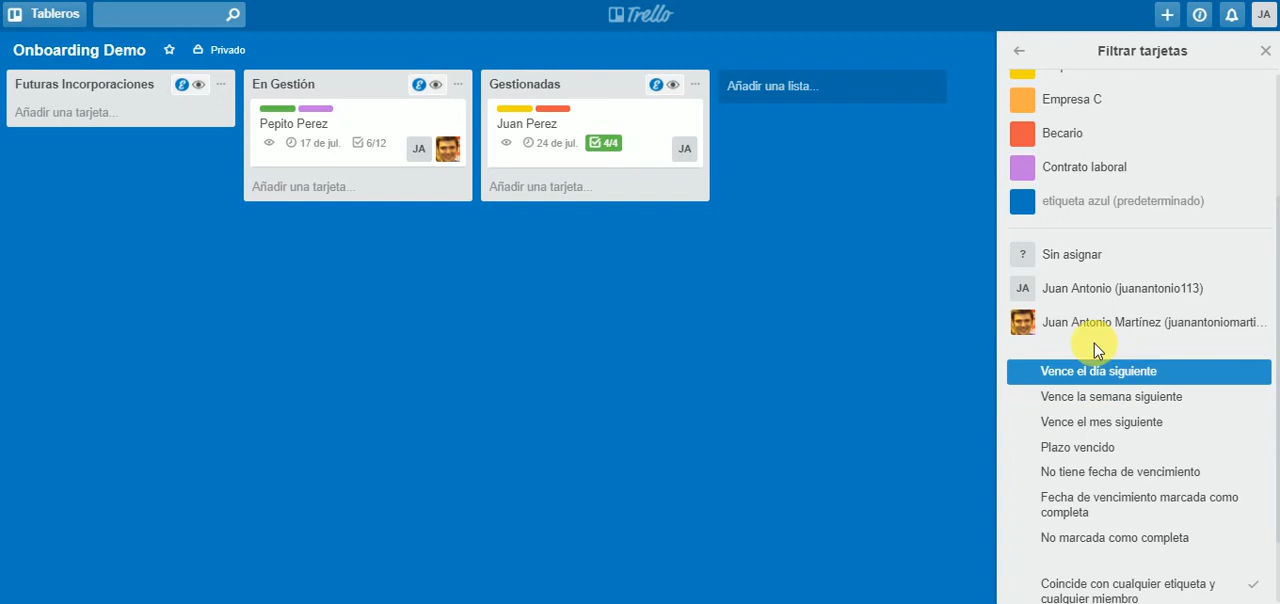 Tableros
Trello
JA
Onboarding Demo
Privado
Futuras Incorporaciones
Añadir una tarjeta...
En Gestión
Pepito Perez
17 de jul.
6/12
JA
Añadir una tarjeta...
Gestionadas
Juan Perez
24 de jul.
4/4
JA
Añadir una tarjeta...
Añadir una lista...
Filtrar tarjetas
Empresa C
Becario
Contrato laboral
etiqueta azul (predeterminado)
? Sin asignar
JA Juan Antonio (juanantonio113)
Juan Antonio Martínez (juanantoniomarti...
Vence el día siguiente
Vence la semana siguiente
Vence el mes siguiente
Plazo vencido
No tiene fecha de vencimiento
Fecha de vencimiento marcada como
completa
No marcada como completa
Coincide con cualquier etiqueta y
cualquier miembro